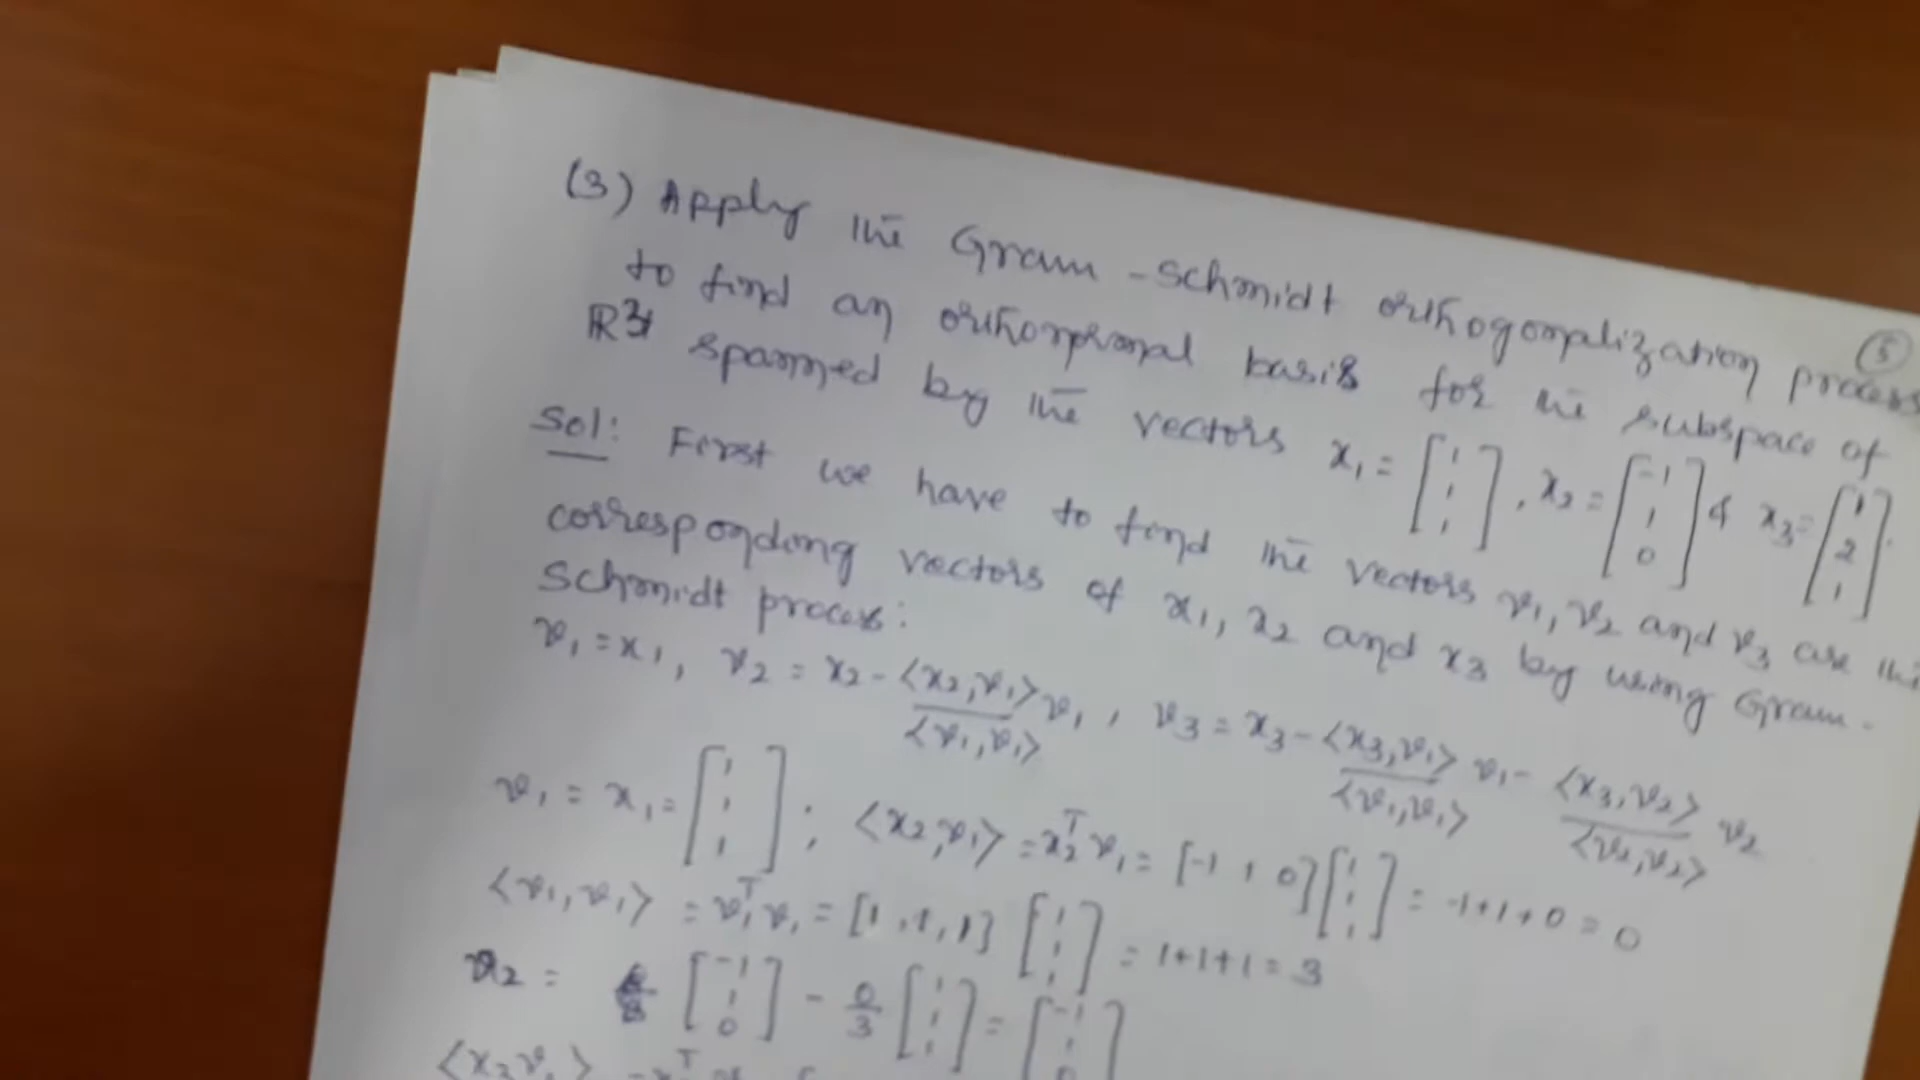 (3) Apply the Gram-Schmidt orthogonalization process
⑤
to find an orthonormal basis for the subspace of
R³ spanned by the vectors x₁ = [1 1 1], x₂ = [-1 1 0] & x₃ = [1 2 1].
Sol: First we have to find the vectors v₁, v₂ and v₃ are the
corresponding vectors of x₁, x₂ and x₃ by using Gram-
Schmidt process:
v₁ = x₁, v₂ = x₂ - <x₂,v₁>/<v₁,v₁> v₁, v₃ = x₃ - <x₃,v₁>/<v₁,v₁> v₁ - <x₃,v₂>/<v₂,v₂> v₂
v₁ = x₁ = [1 1 1]; <x₂,v₁> = x₂ᵀv₁ = [-1 1 0][1 1 1] = -1+1+0 = 0
<v₁,v₁> = v₁ᵀv₁ = [1,1,1][1 1 1] = 1+1+1 = 3
v₂ = [-1 1 0] - 0/3 [1 1 1] = [-1 1 0]